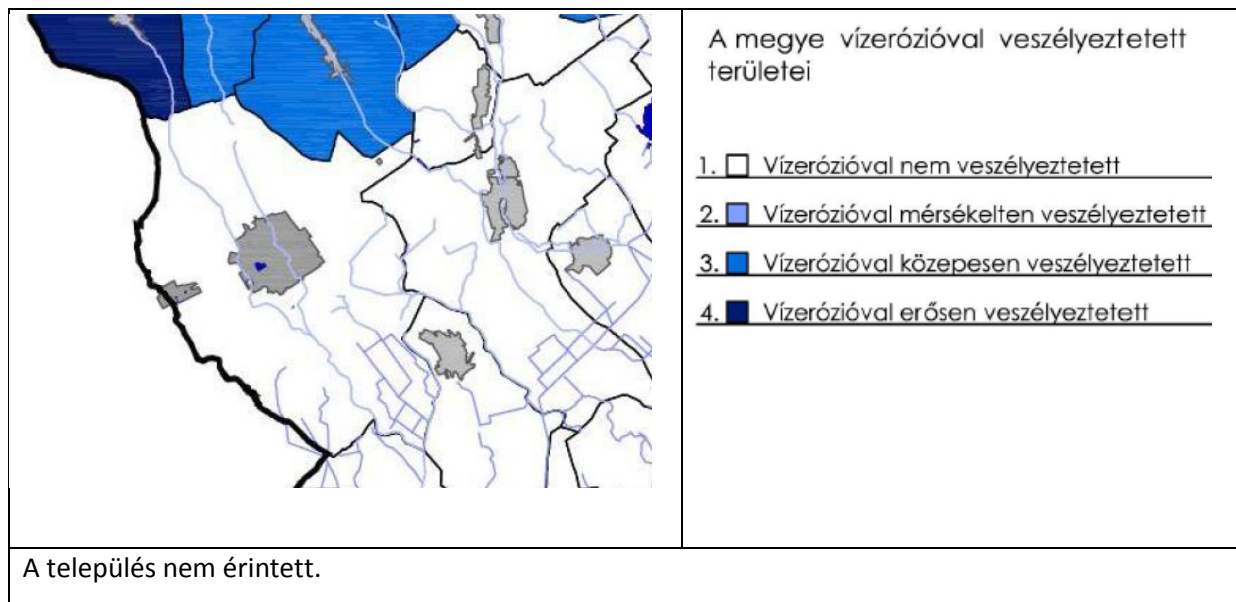 A megye vízerózióval veszélyeztetett
területei
1. Vízerózióval nem veszélyeztetett
2. Vízerózióval mérsékelten veszélyeztetett
3. Vízerózióval közepesen veszélyeztetett
4. Vízerózióval erősen veszélyeztetett
A település nem érintett.